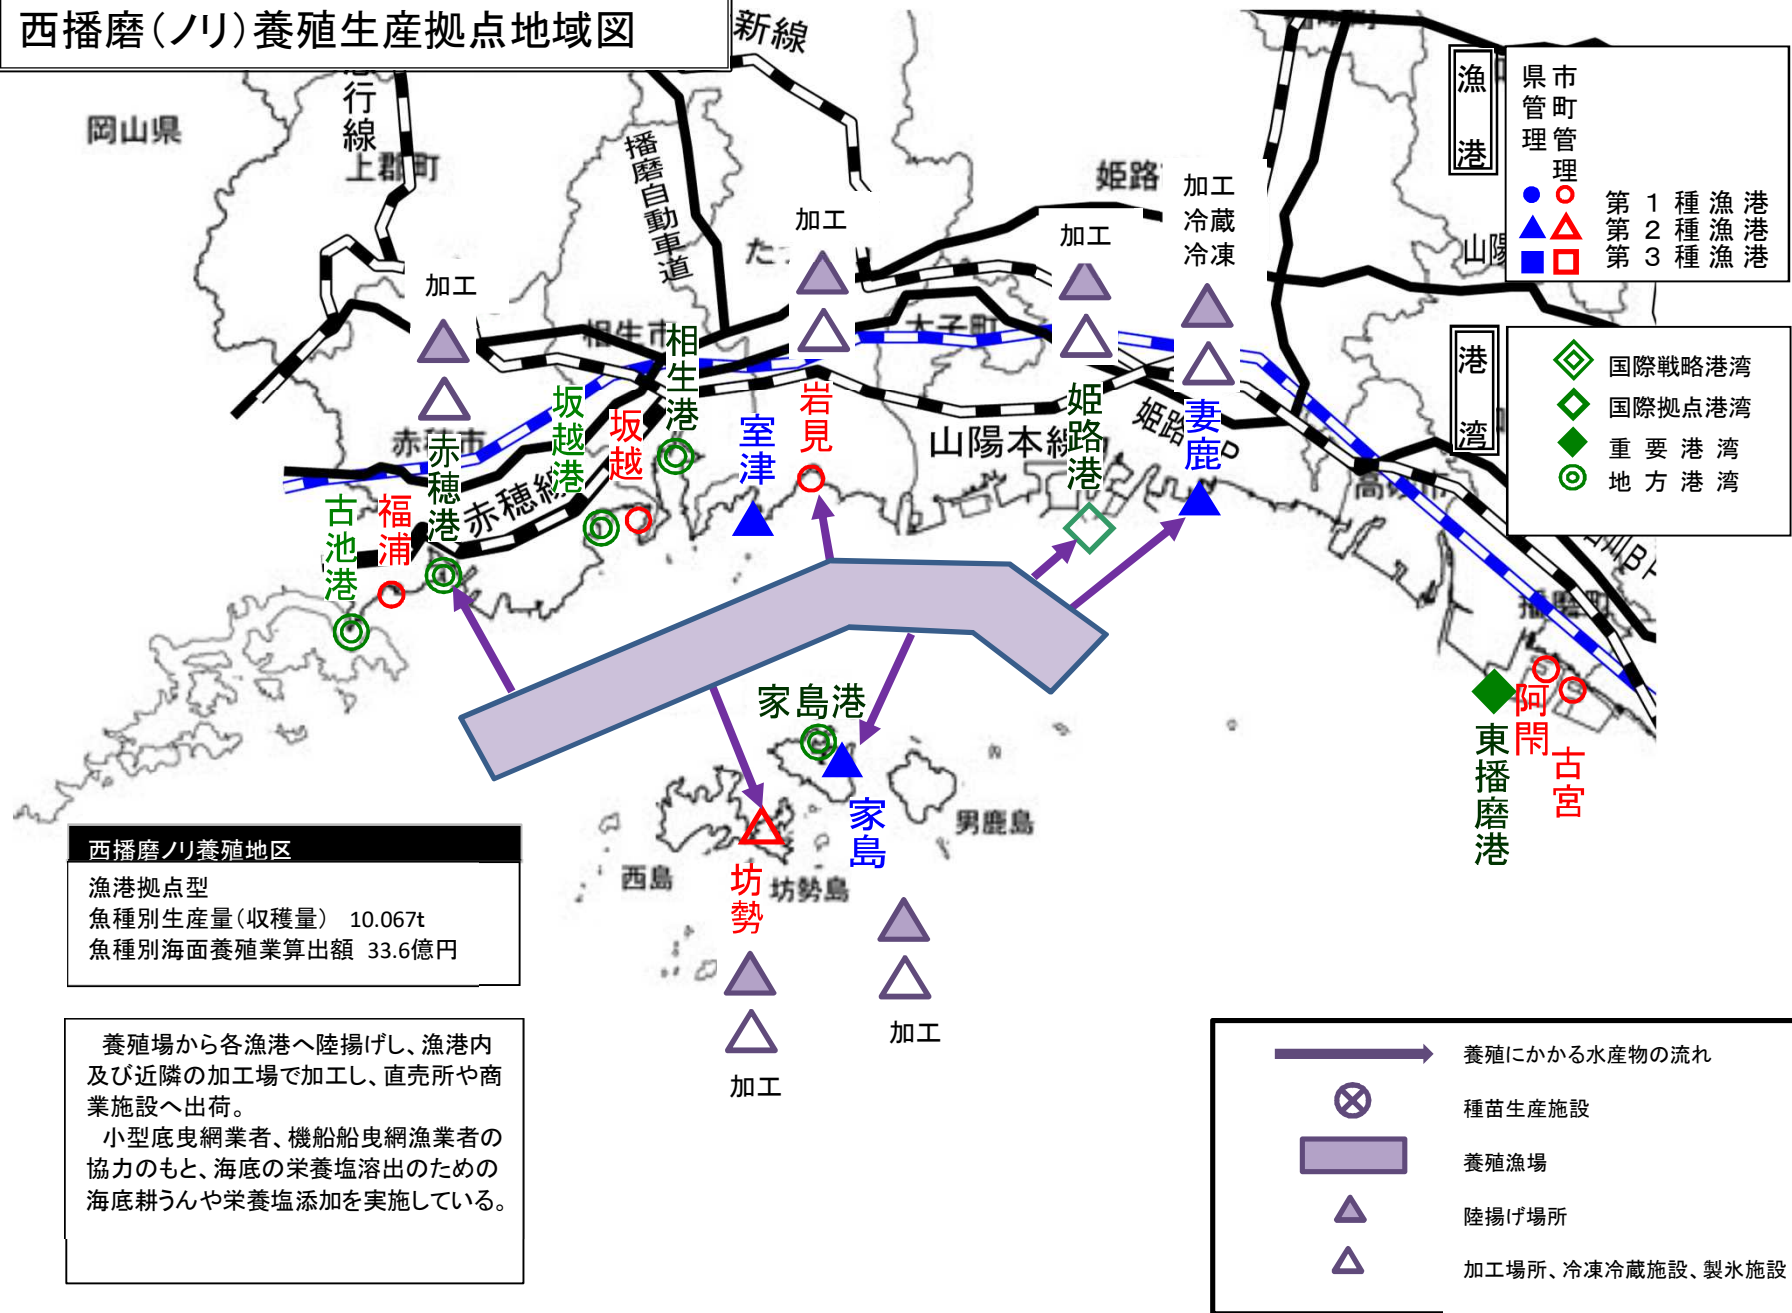 西播磨（ノリ）養殖生産拠点地域図
新線
行線
岡山県
上郡町
播磨自動車道
加工
姫路
加工
冷蔵
冷凍
加工
加工
漁港
県管理
市町管理
第１種漁港
第２種漁港
第３種漁港
港湾
国際戦略港湾
国際拠点港湾
重要港湾
地方港湾
相生市
相生港
太子町
坂越港
坂越
室津
岩見
姫路港
妻鹿
山陽本線
赤穂市
赤穂港
赤穂線
古池港
福浦
高砂市
播磨町
阿閇
古宮
東播磨港
家島港
家島
男鹿島
西島
坊勢島
坊勢
加工
加工
西播磨ノリ養殖地区
漁港拠点型
魚種別生産量（収穫量） 10.067t
魚種別海面養殖業算出額 33.6億円
養殖場から各漁港へ陸揚げし、漁港内
及び近隣の加工場で加工し、直売所や商
業施設へ出荷。
小型底曳網業者、機船船曳網漁業者の
協力のもと、海底の栄養塩溶出のための
海底耕うんや栄養塩添加を実施している。
養殖にかかる水産物の流れ
種苗生産施設
養殖漁場
陸揚げ場所
加工場所、冷凍冷蔵施設、製氷施設